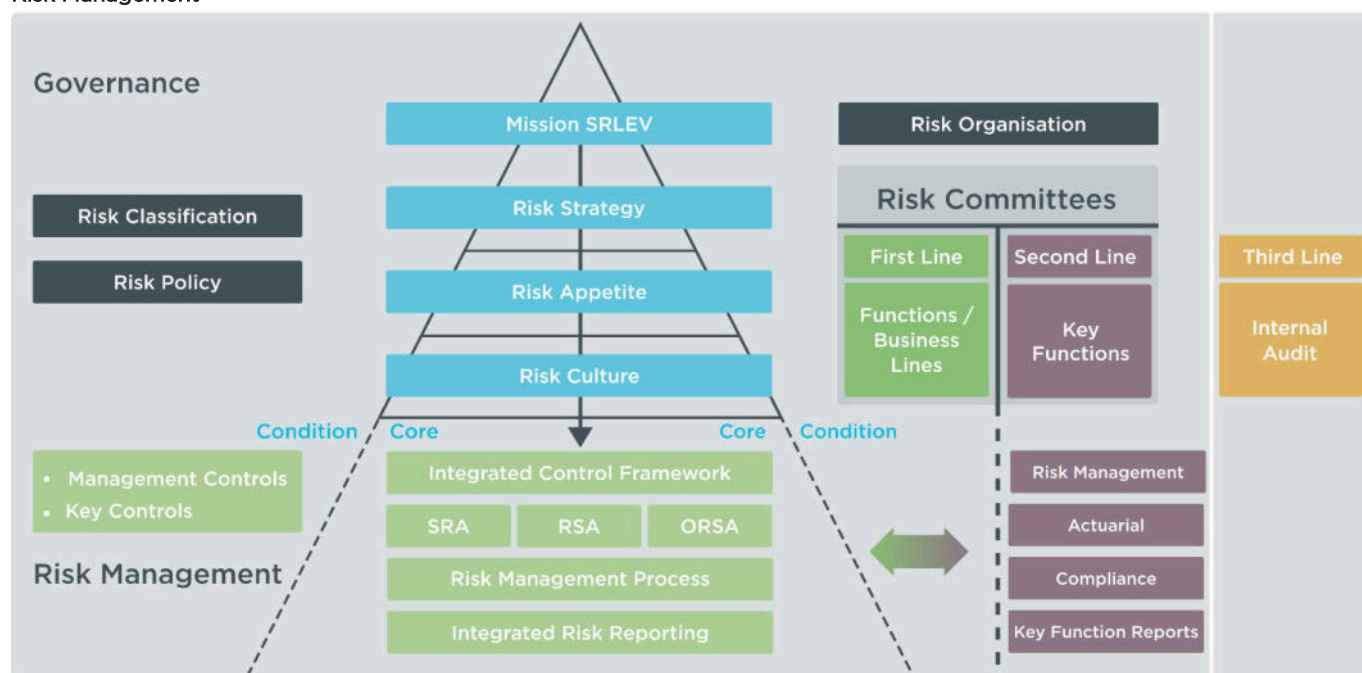 Risk Management
Governance
Mission SRLEV
Risk Organisation
Risk Classification
Risk Strategy
Risk Committees
Risk Policy
Risk Appetite
First Line
Second Line
Third Line
Functions /
Business
Lines
Key
Functions
Internal
Audit
Risk Culture
Condition
Core
Core
Condition
• Management Controls
• Key Controls
Integrated Control Framework
Risk Management
SRA
RSA
ORSA
Actuarial
Risk Management
Risk Management Process
Compliance
Integrated Risk Reporting
Key Function Reports